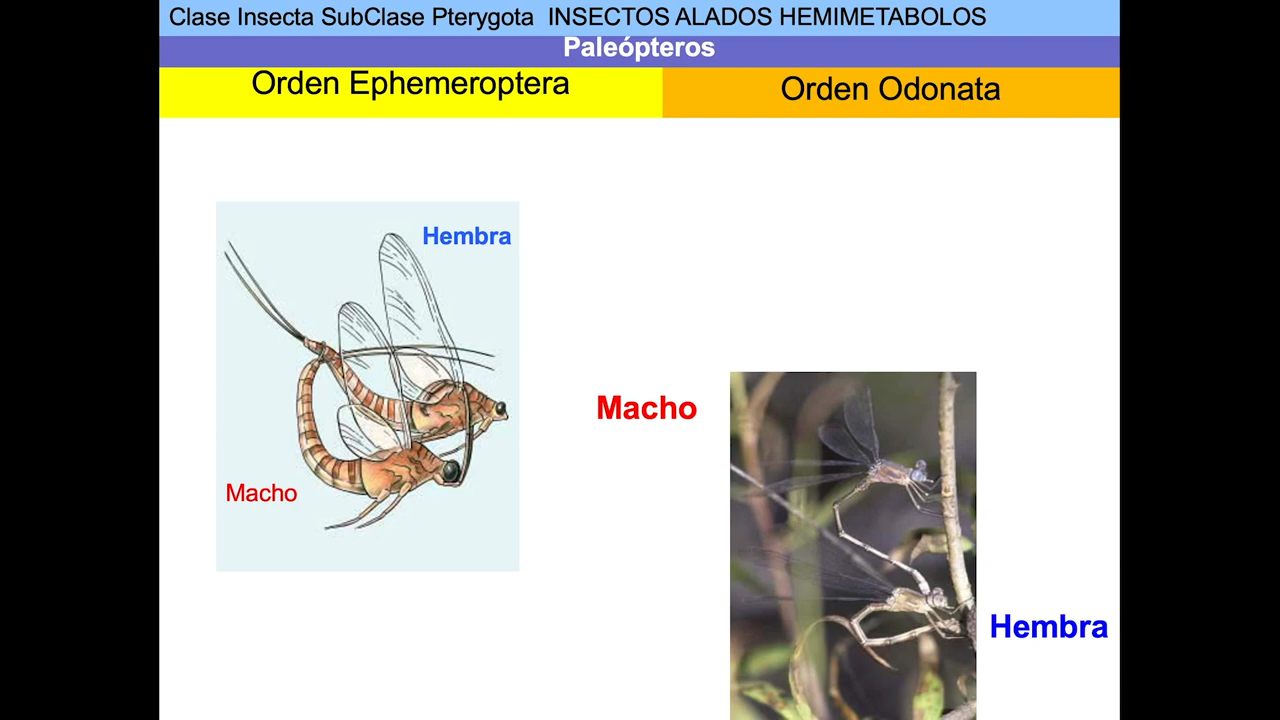 Clase Insecta SubClase Pterygota INSECTOS ALADOS HEMIMETABOLOS
Paleópteros
Orden Ephemeroptera
Orden Odonata
Hembra
Macho
Macho
Hembra